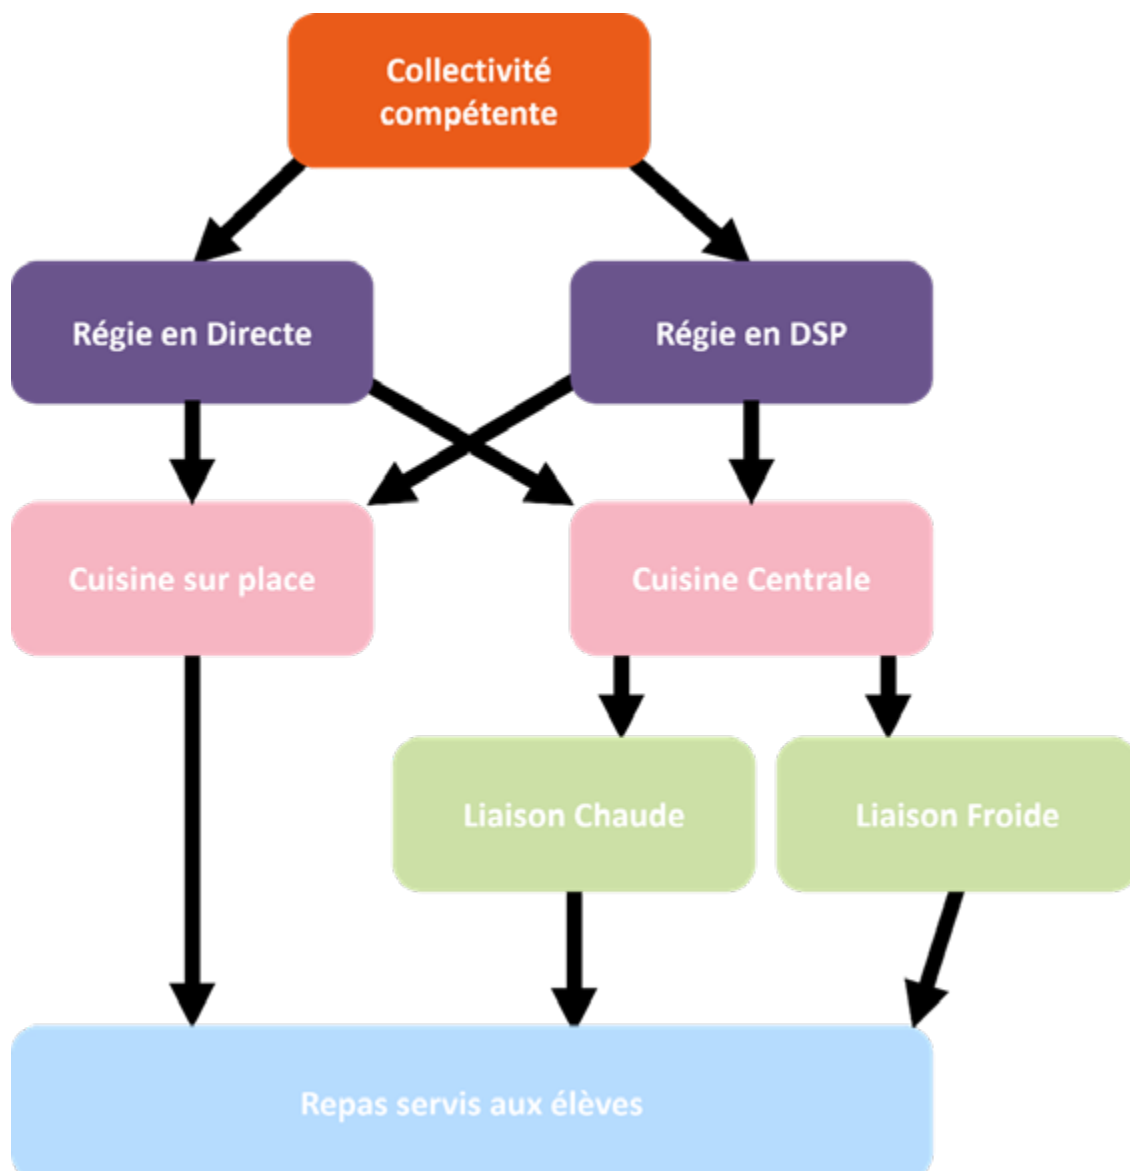 Collectivité
compétente
Régie en Directe
Régie en DSP
Cuisine sur place
Cuisine Centrale
Liaison Chaude
Liaison Froide
Repas servis aux élèves